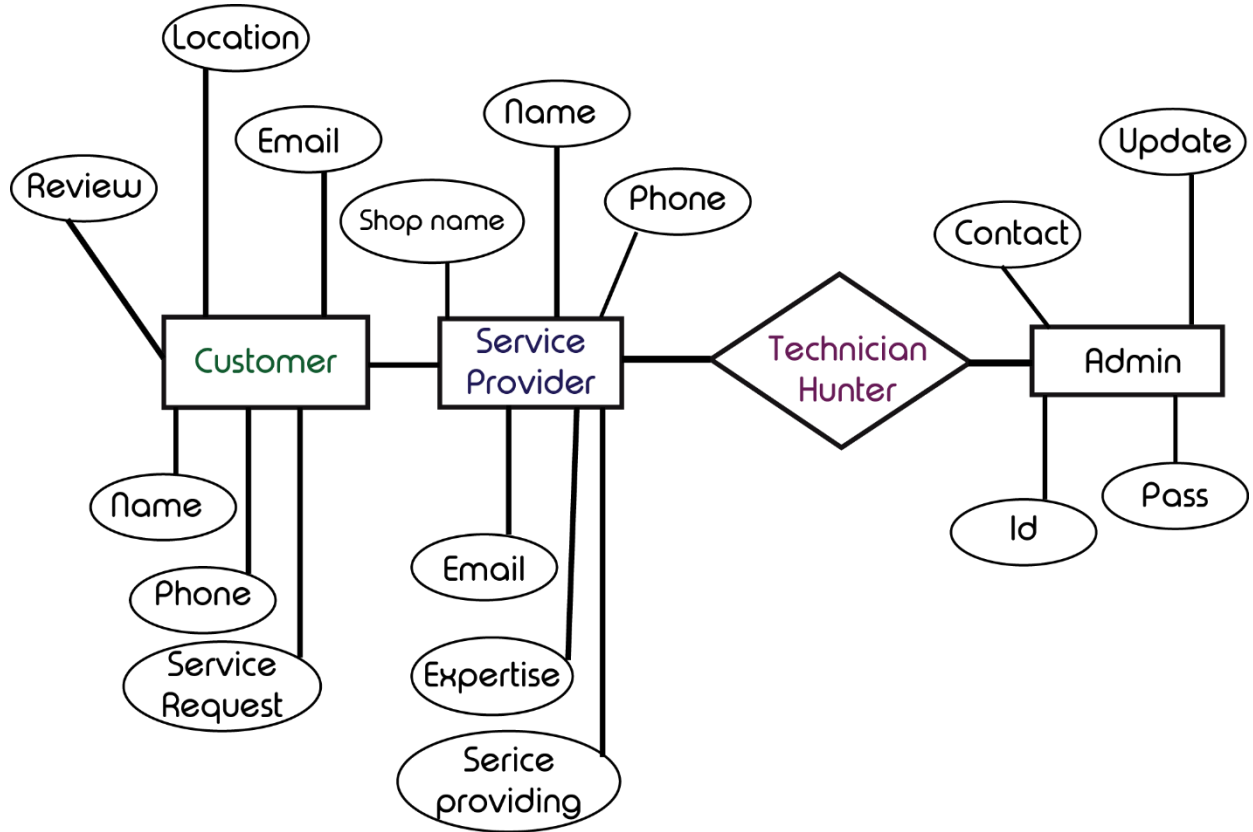 Location
Name
Email
Update
Review
Phone
Shop name
Contact
Customer
Service
Provider
Technician
Hunter
Admin
Name
Pass
Id
Email
Phone
Service
Request
Expertise
Serice
providing